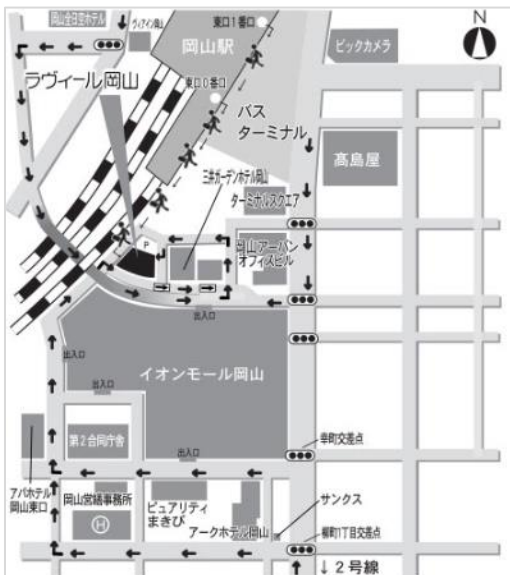 岡山全日空ホテル
ヴィアイン岡山
東口1番口
岡山駅
N
ビックカメラ
ラヴィール岡山
東口0番口
バス
ターミナル
髙島屋
三井ガーデンホテル岡山
ターミナルスクエア
P
岡山アーバン
オフィスビル
出入口
イオンモール岡山
出入口
出入口
第2合同庁舎
出入口
幸町交差点
アパホテル
岡山東口
岡山営繕事務所
H
ピュアリティ
まきび
サンクス
アークホテル岡山
柳町1丁目交差点
↓2号線